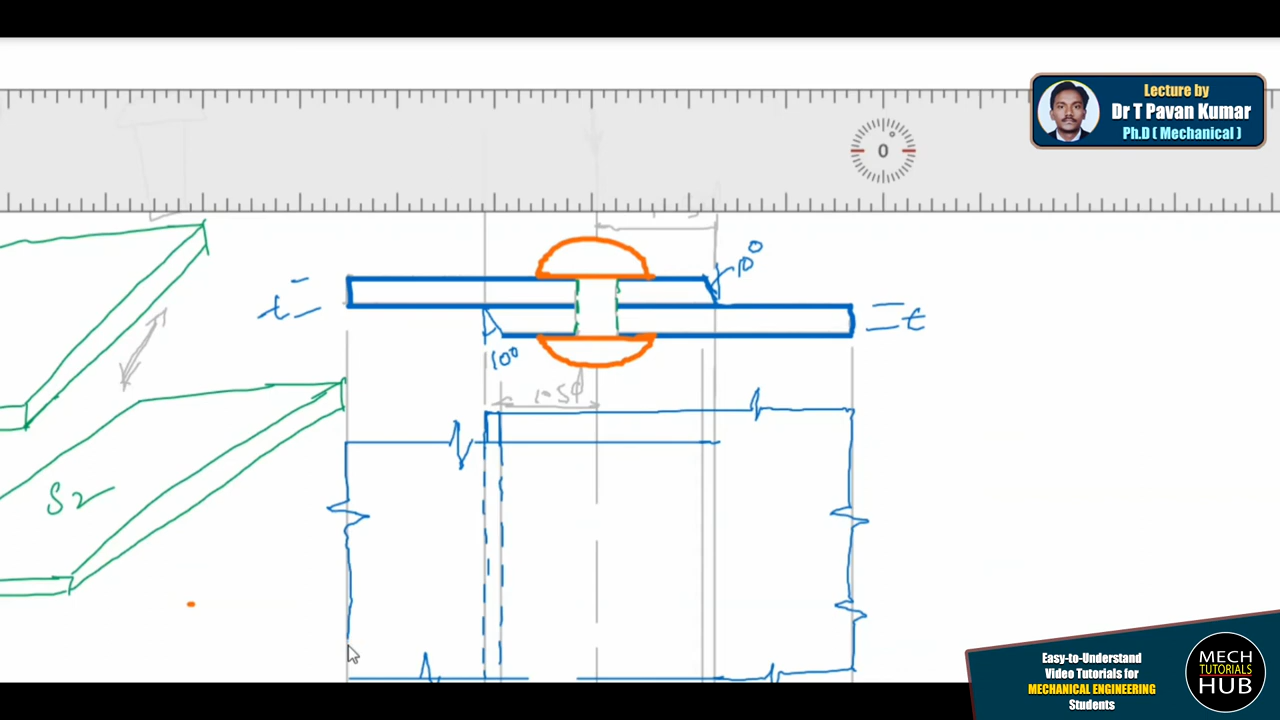 Lecture by
Dr T Pavan Kumar
Ph.D ( Mechanical )
0°
10°
t
t
10°
1.5φ
S2
Easy-to-Understand
Video Tutorials for
MECHANICAL ENGINEERING
Students
MECH
TUTORIALS
HUB